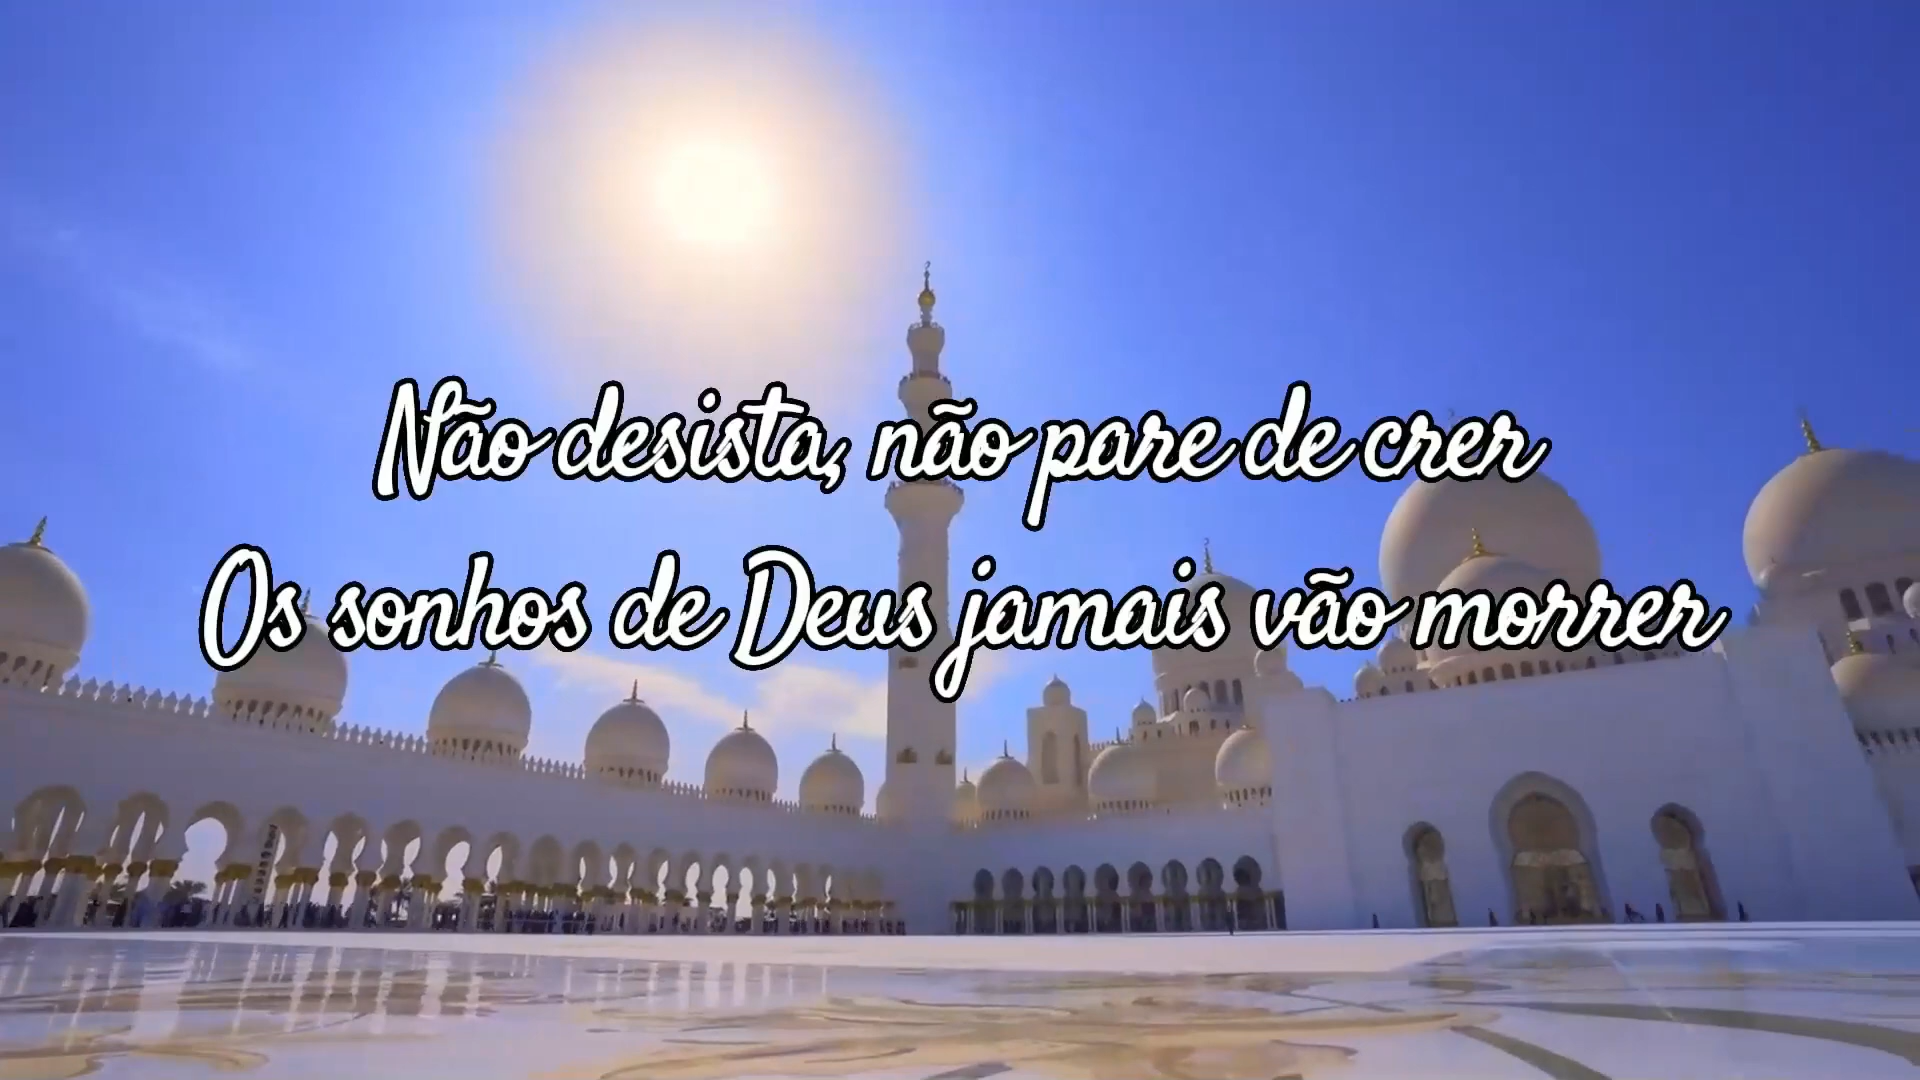 Não desista, não pare de crer
Os sonhos de Deus jamais vão morrer